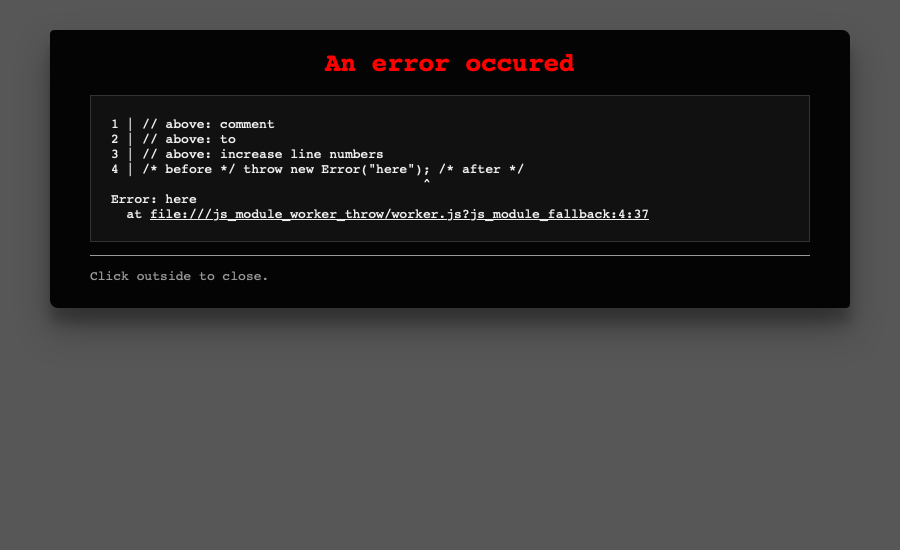 An error occured
1 | // above: comment
2 | // above: to
3 | // above: increase line numbers
4 | /* before */ throw new Error("here"); /* after */
^
Error: here
at file:///js_module_worker_throw/worker.js?js_module_fallback:4:37
Click outside to close.